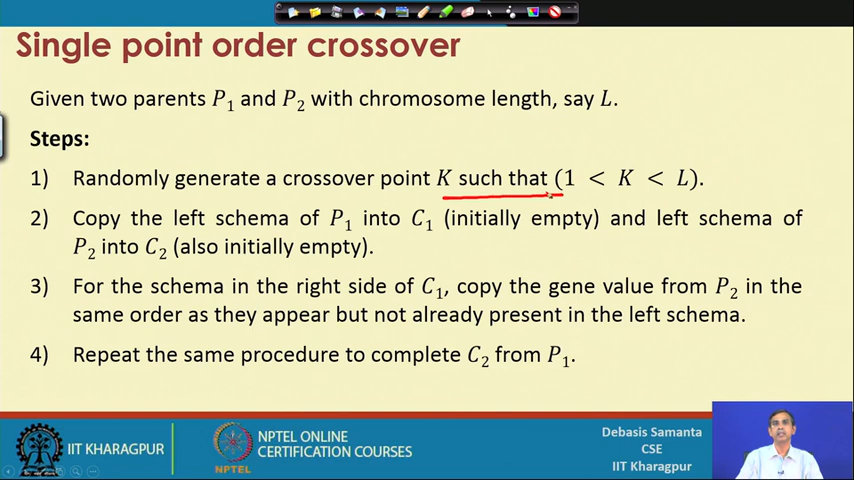 Single point order crossover
Given two parents P₁ and P₂ with chromosome length, say L.
Steps:
1) Randomly generate a crossover point K such that (1 < K < L).
2) Copy the left schema of P₁ into C₁ (initially empty) and left schema of
P₂ into C₂ (also initially empty).
3) For the schema in the right side of C₁, copy the gene value from P₂ in the
same order as they appear but not already present in the left schema.
4) Repeat the same procedure to complete C₂ from P₁.
IIT KHARAGPUR
NPTEL
NPTEL ONLINE
CERTIFICATION COURSES
Debasis Samanta
CSE
IIT Kharagpur